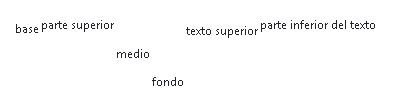 base parte superior texto superior parte inferior del texto
medio
fondo